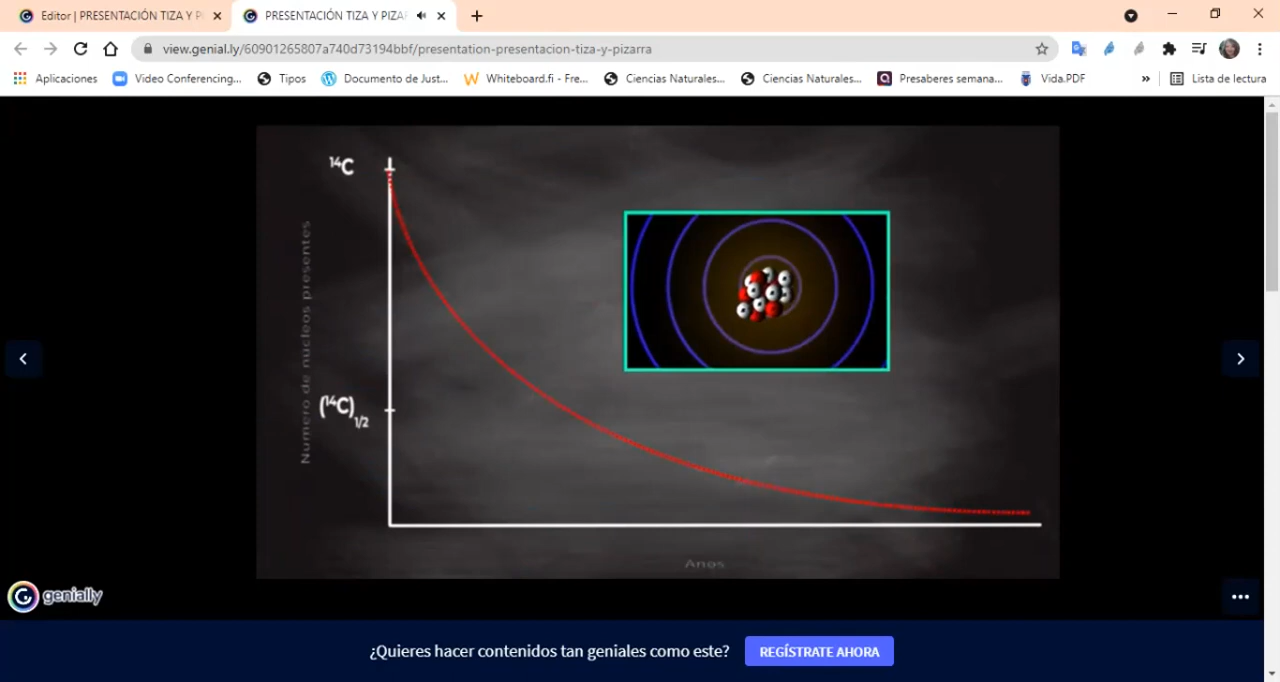 Editor | PRESENTACIÓN TIZA Y P
PRESENTACIÓN TIZA Y PIZAR
view.genial.ly/60901265807a740d73194bbf/presentation-presentacion-tiza-y-pizarra
Aplicaciones
Video Conferencing...
Tipos
Documento de Just...
Whiteboard.fi - Fre...
Ciencias Naturales...
Ciencias Naturales...
Presaberes semana...
Vida.PDF
»
Lista de lectura
¹⁴C
Numero de nucleos presentes
(¹⁴C)₁/₂
Anos
genially
¿Quieres hacer contenidos tan geniales como este?
REGÍSTRATE AHORA